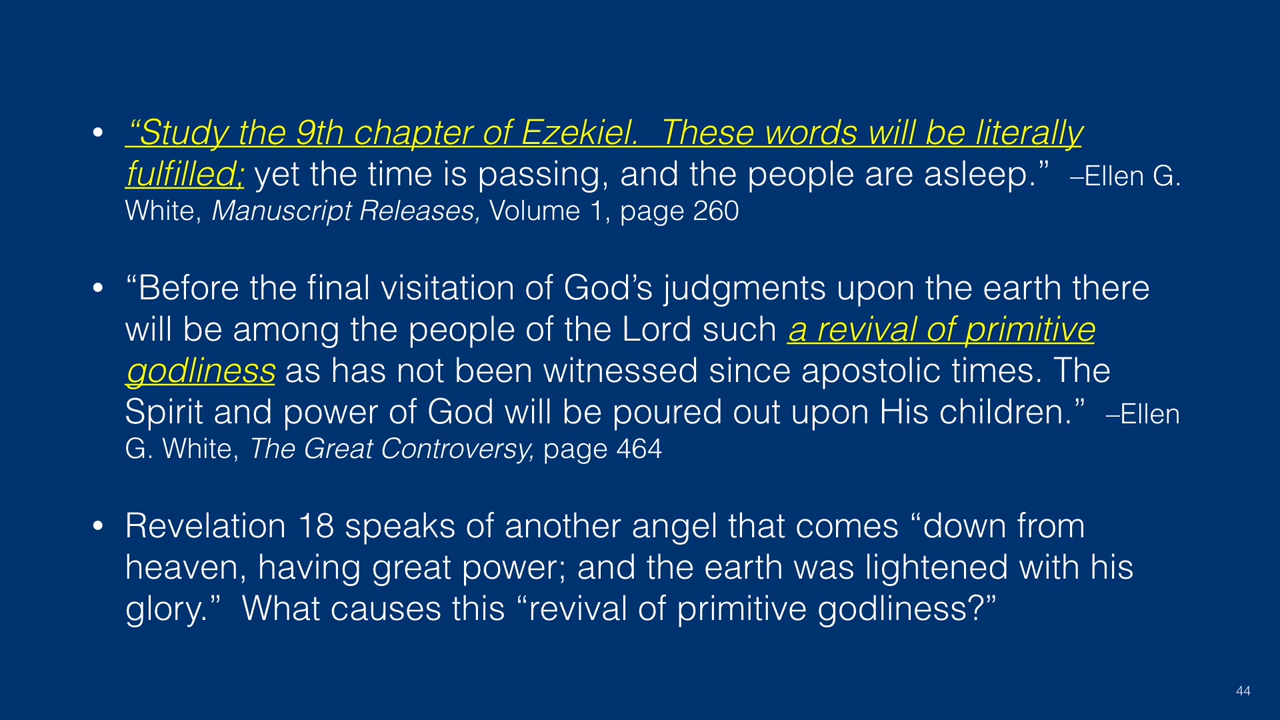 • “Study the 9th chapter of Ezekiel.  These words will be literally
fulfilled; yet the time is passing, and the people are asleep.”  –Ellen G.
White, Manuscript Releases, Volume 1, page 260
• “Before the final visitation of God’s judgments upon the earth there
will be among the people of the Lord such a revival of primitive
godliness as has not been witnessed since apostolic times. The
Spirit and power of God will be poured out upon His children.”  –Ellen
G. White, The Great Controversy, page 464
• Revelation 18 speaks of another angel that comes “down from
heaven, having great power; and the earth was lightened with his
glory.”  What causes this “revival of primitive godliness?”
44